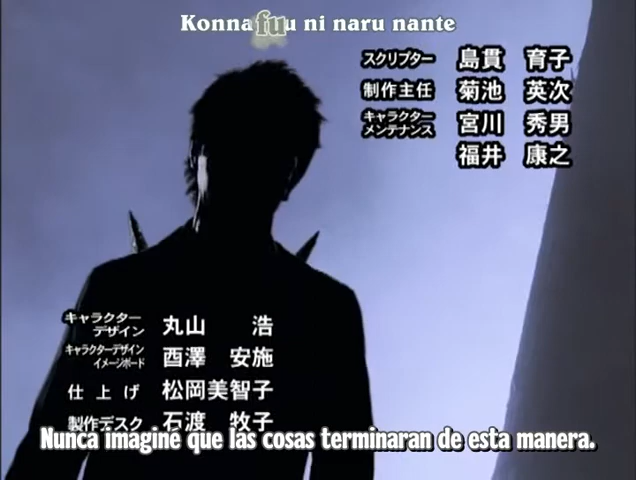 Konna fuu ni naru nante
スクリプター 島貫 育子
制作主任 菊池 英次
キャラクター
メンテナンス 宮川 秀男
福井 康之
キャラクター
デザイン 丸山 浩
キャラクターデザイン
イメージボード 酉澤 安施
仕上げ 松岡美智子
製作デスク 石渡 牧子
Nunca imaginé que las cosas terminaran de esta manera.